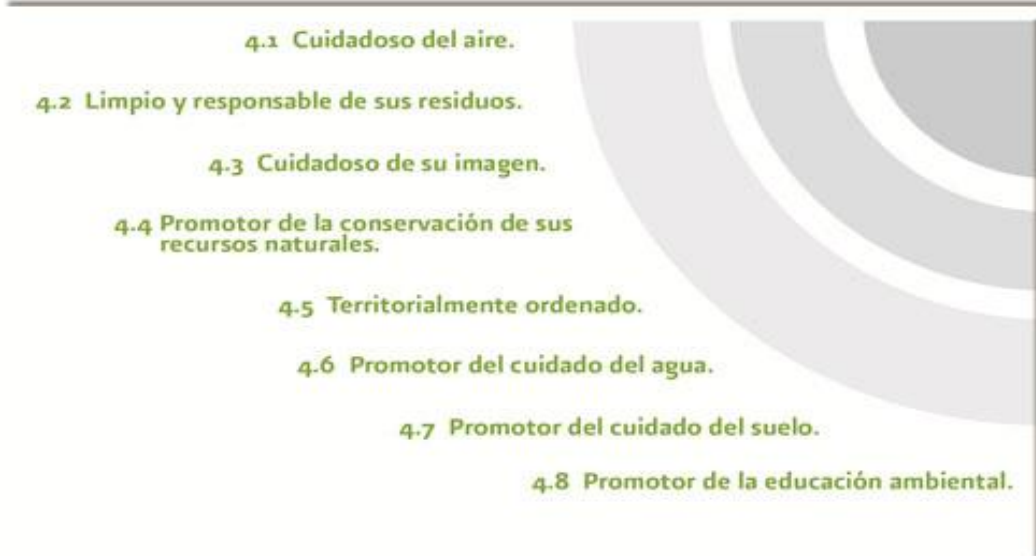 4.1 Cuidadoso del aire.
4.2 Limpio y responsable de sus residuos.
4.3 Cuidadoso de su imagen.
4.4 Promotor de la conservación de sus
recursos naturales.
4.5 Territorialmente ordenado.
4.6 Promotor del cuidado del agua.
4.7 Promotor del cuidado del suelo.
4.8 Promotor de la educación ambiental.